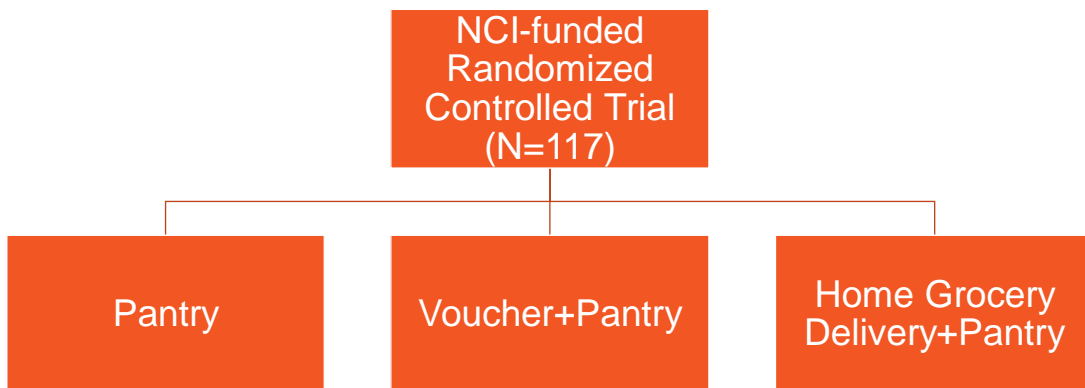 NCI-funded
Randomized
Controlled Trial
(N=117)
Pantry
Voucher+Pantry
Home Grocery
Delivery+Pantry